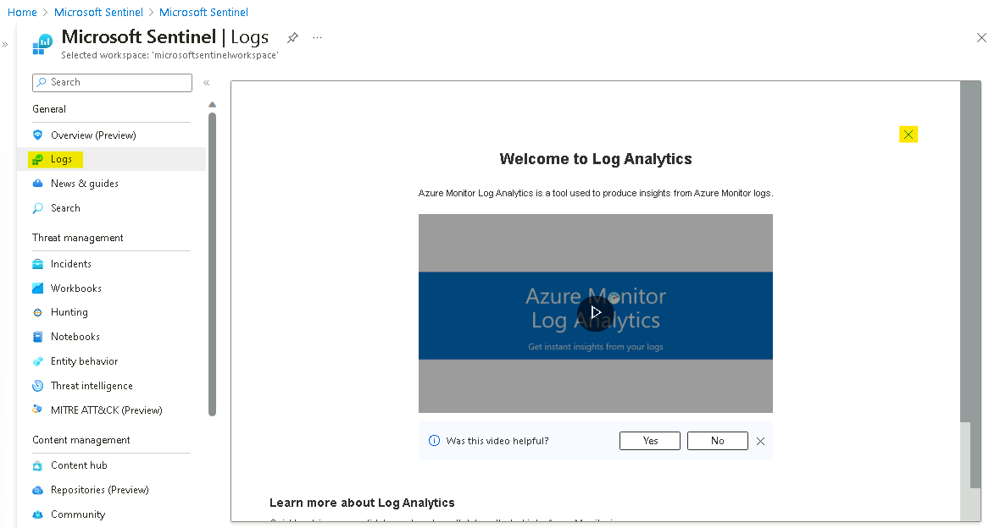 Home > Microsoft Sentinel > Microsoft Sentinel
Microsoft Sentinel | Logs
Selected workspace: 'microsoftsentinelworkspace'
Search
General
Overview (Preview)
Logs
News & guides
Search
Threat management
Incidents
Workbooks
Hunting
Notebooks
Entity behavior
Threat intelligence
MITRE ATT&CK (Preview)
Content management
Content hub
Repositories (Preview)
Community
Welcome to Log Analytics
Azure Monitor Log Analytics is a tool used to produce insights from Azure Monitor logs.
Azure Monitor
Log Analytics
Get instant insights from your logs
Was this video helpful?
Yes
No
Learn more about Log Analytics